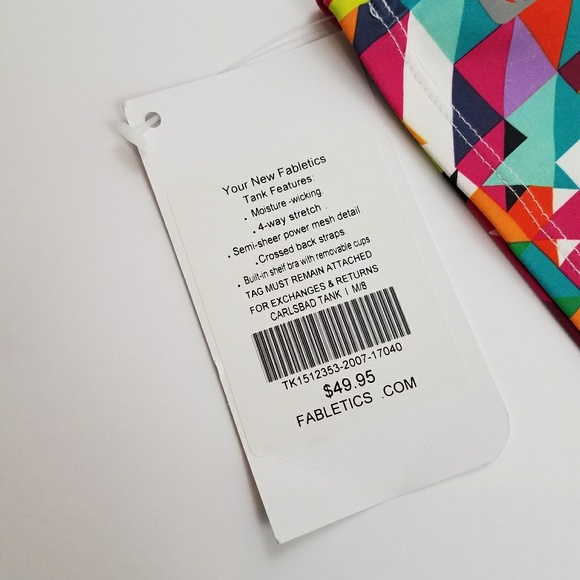 Your New Fabletics
Tank Features:
• Moisture -wicking
• 4-way stretch .
• Semi-sheer power mesh detail
•Crossed back straps
• Built-in shelf bra with removable cups
TAG MUST REMAIN ATTACHED
FOR EXCHANGES & RETURNS
CARLSBAD TANK I M/8
TK1512353-2007-17040
$49.95
FABLETICS .COM